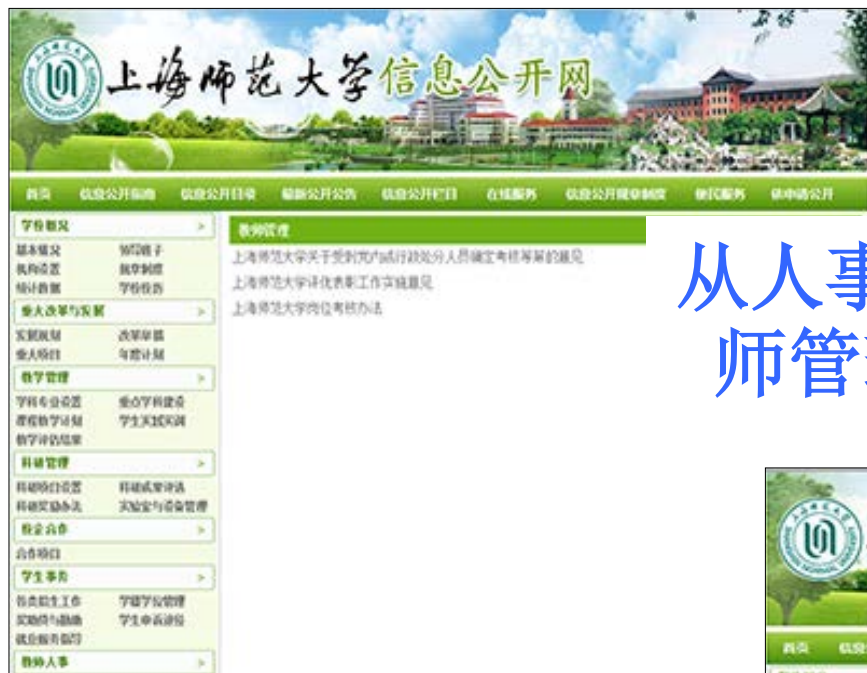 上海师范大学信息公开网
首页 信息公开指南 信息公开目录 最新公开公告 信息公开栏目 在线服务 信息公开规章制度 便民服务 依申请公开
学校概况 >
基本情况 领导班子
机构设置 规章制度
统计数据 学校校历
重大改革与发展 >
发展规划 改革举措
重大项目 年度计划
教学管理 >
学科专业设置 重点学科建设
课程教学计划 学生实践实训
教学评估结果
科研管理 >
科研项目设置 科研成果评选
科研奖励办法 实验室与设备管理
校企合作 >
合作项目
学生事务 >
各类招生工作 学籍学位管理
奖助贷与勤助 学生申诉途径
就业服务指导
教师人事 >
教师管理
上海师范大学关于受到党内或行政处分人员确定考核等第的意见
上海师范大学评优表彰工作实施意见
上海师范大学岗位考核办法
从人事
师管
首页